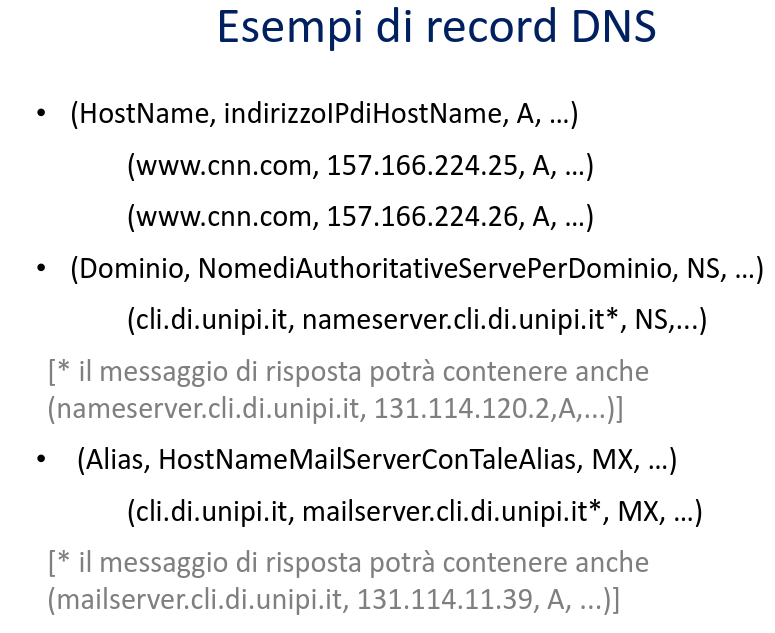 Esempi di record DNS
• (HostName, indirizzoIPdiHostName, A, ...)
(www.cnn.com, 157.166.224.25, A, ...)
(www.cnn.com, 157.166.224.26, A, ...)
• (Dominio, NomediAuthoritativeServePerDominio, NS, ...)
(cli.di.unipi.it, nameserver.cli.di.unipi.it*, NS,...)
[* il messaggio di risposta potrà contenere anche
(nameserver.cli.di.unipi.it, 131.114.120.2,A,...)]
• (Alias, HostNameMailServerConTaleAlias, MX, ...)
(cli.di.unipi.it, mailserver.cli.di.unipi.it*, MX, ...)
[* il messaggio di risposta potrà contenere anche
(mailserver.cli.di.unipi.it, 131.114.11.39, A, ...)]